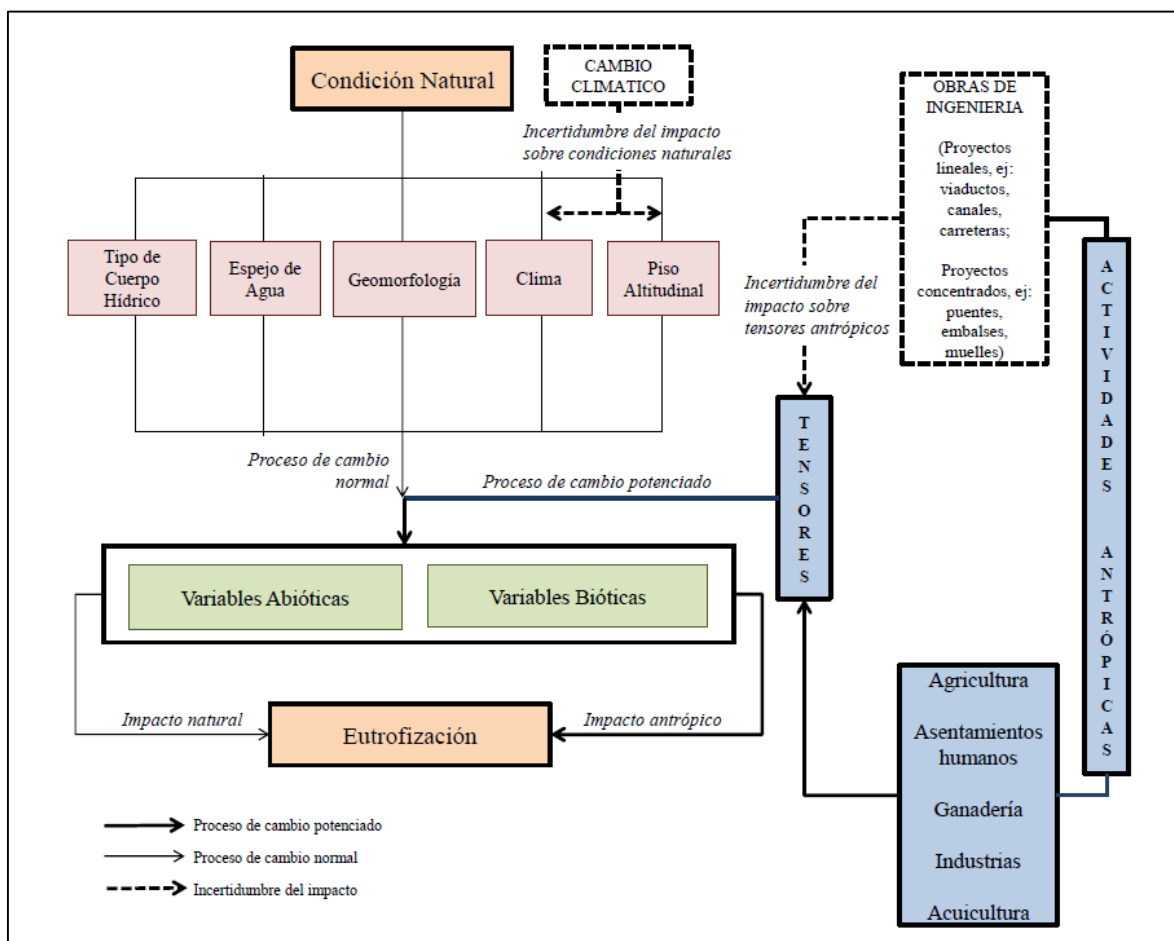 Condición Natural
CAMBIO
CLIMATICO
Incertidumbre del impacto
sobre condiciones naturales
OBRAS DE
INGENIERIA
(Proyectos
lineales, ej:
viaductos,
canales,
carreteras;
Proyectos
concentrados, ej:
puentes,
embalses,
muelles)
Tipo de
Cuerpo
Hídrico
Espejo de
Agua
Geomorfología
Clima
Piso
Altitudinal
Incertidumbre del
impacto sobre
tensores antrópicos
ACTIVIDADES ANTRÓPICAS
TENSORES
Proceso de cambio
normal
Proceso de cambio potenciado
Variables Abióticas
Variables Bióticas
Impacto natural
Eutrofización
Impacto antrópico
Agricultura
Asentamientos
humanos
Ganadería
Industrias
Acuicultura
Proceso de cambio potenciado
Proceso de cambio normal
Incertidumbre del impacto